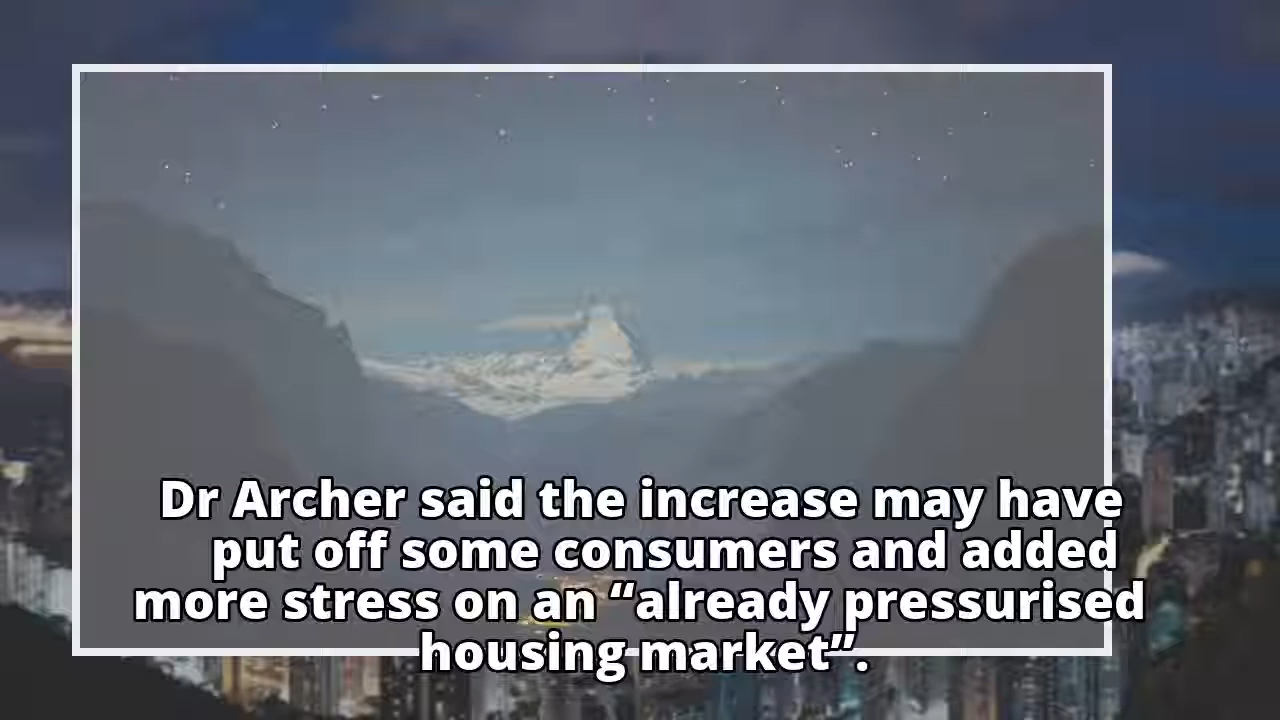 Dr Archer said the increase may have
put off some consumers and added
more stress on an “already pressurised
housing market”.